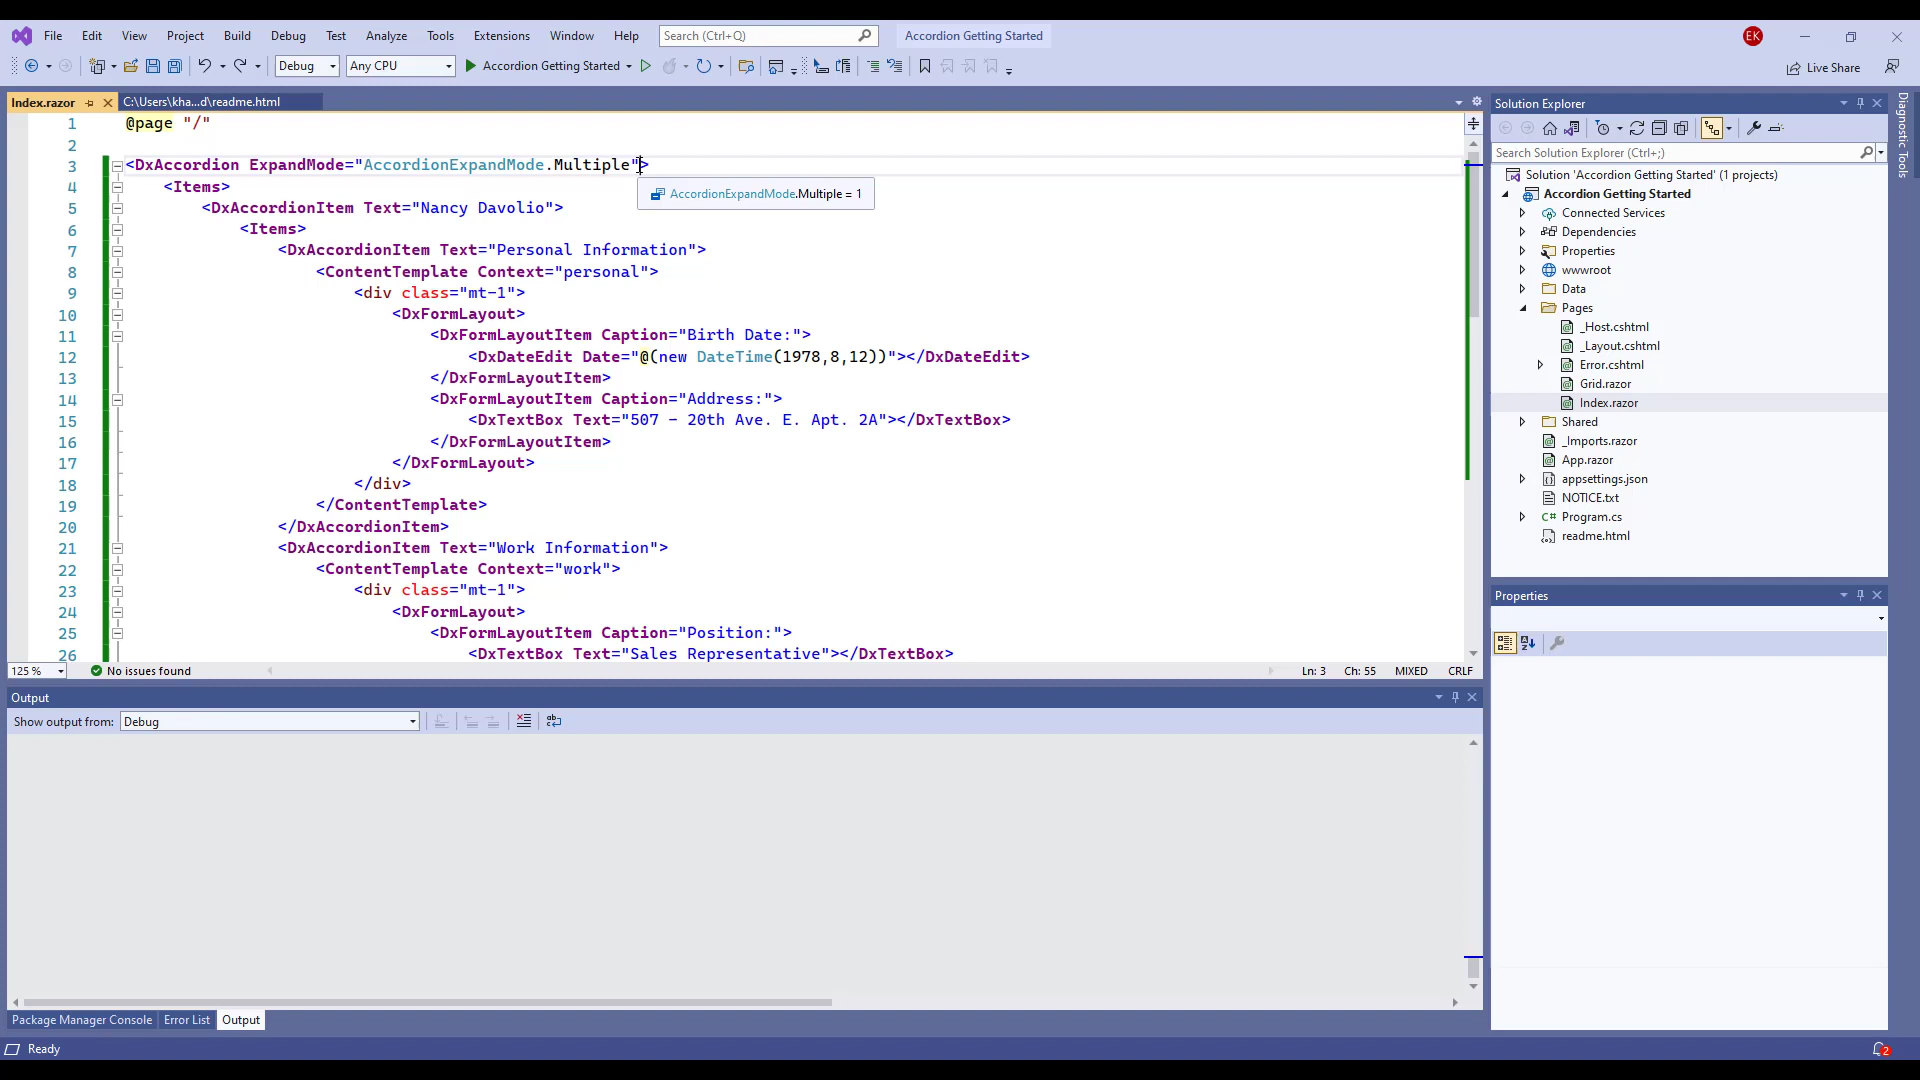 File Edit View Project Build Debug Test Analyze Tools Extensions Window Help Search (Ctrl+Q) Accordion Getting Started EK
Debug Any CPU Accordion Getting Started Live Share
Index.razor C:\Users\kha...d\readme.html
1 @page "/"
2
3 <DxAccordion ExpandMode="AccordionExpandMode.Multiple">
4 <Items>
AccordionExpandMode.Multiple = 1
5 <DxAccordionItem Text="Nancy Davolio">
6 <Items>
7 <DxAccordionItem Text="Personal Information">
8 <ContentTemplate Context="personal">
9 <div class="mt-1">
10 <DxFormLayout>
11 <DxFormLayoutItem Caption="Birth Date:">
12 <DxDateEdit Date="@(new DateTime(1978,8,12))"></DxDateEdit>
13 </DxFormLayoutItem>
14 <DxFormLayoutItem Caption="Address:">
15 <DxTextBox Text="507 - 20th Ave. E. Apt. 2A"></DxTextBox>
16 </DxFormLayoutItem>
17 </DxFormLayout>
18 </div>
19 </ContentTemplate>
20 </DxAccordionItem>
21 <DxAccordionItem Text="Work Information">
22 <ContentTemplate Context="work">
23 <div class="mt-1">
24 <DxFormLayout>
25 <DxFormLayoutItem Caption="Position:">
26 <DxTextBox Text="Sales Representative"></DxTextBox>
125 % No issues found Ln: 3 Ch: 55 MIXED CRLF
Output
Show output from: Debug
Package Manager Console Error List Output
Ready
2
Solution Explorer
Search Solution Explorer (Ctrl+;)
Solution 'Accordion Getting Started' (1 projects)
Accordion Getting Started
Connected Services
Dependencies
Properties
wwwroot
Data
Pages
_Host.cshtml
_Layout.cshtml
Error.cshtml
Grid.razor
Index.razor
Shared
_Imports.razor
App.razor
appsettings.json
NOTICE.txt
C# Program.cs
readme.html
Properties
Diagnostic Tools